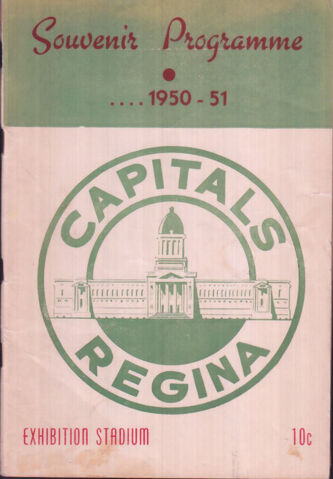 Souvenir Programme
.... 1950 - 51
CAPITALS
REGINA
EXHIBITION STADIUM 10c